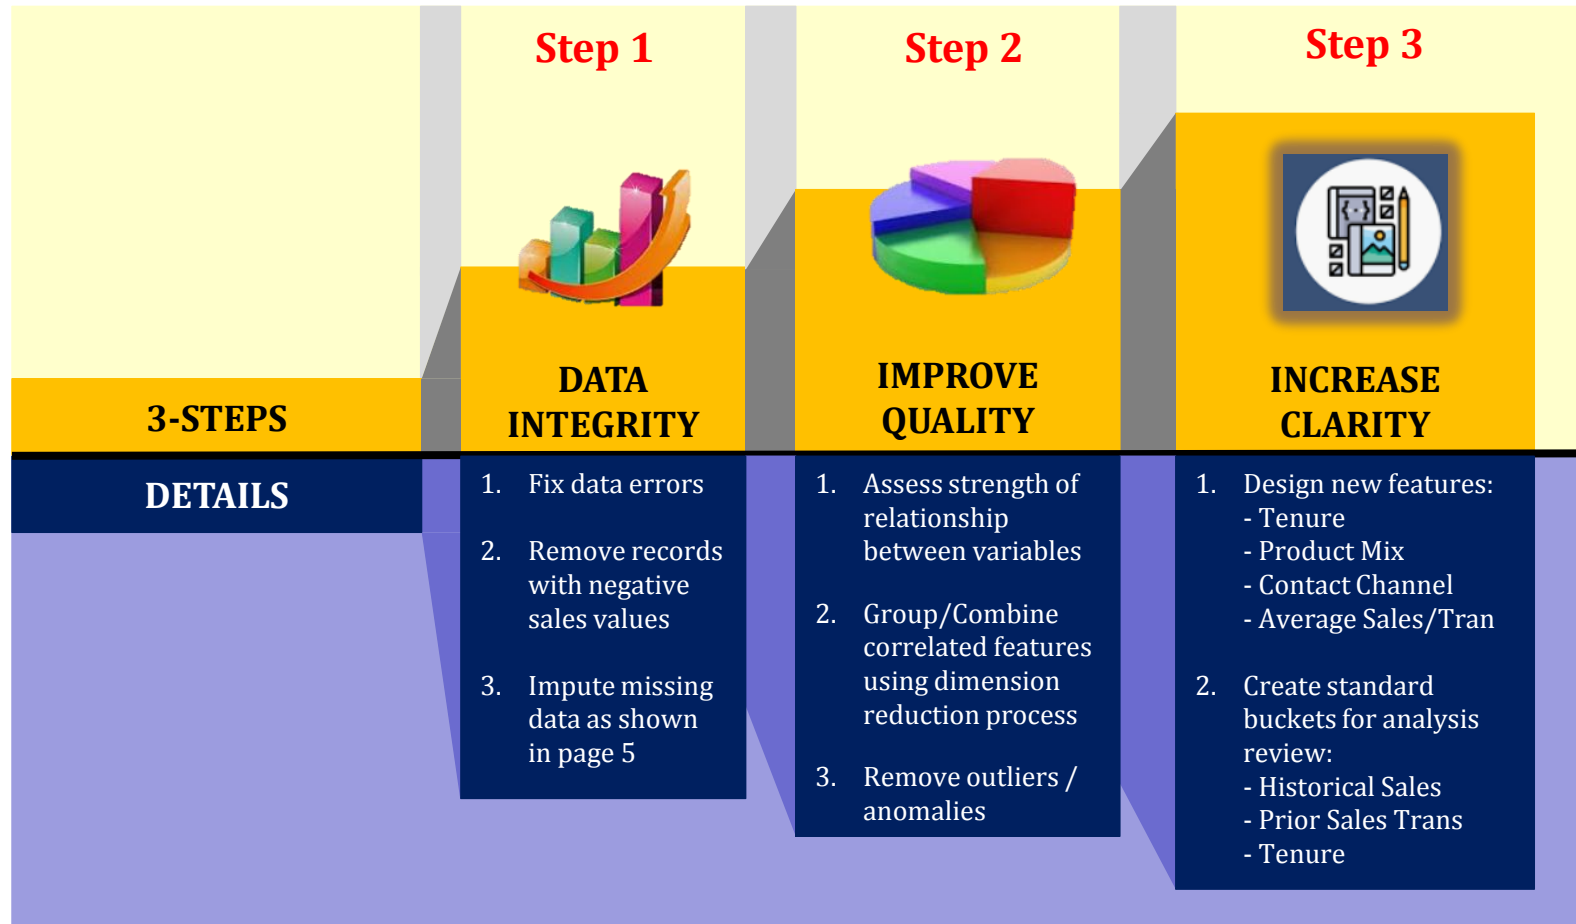 Step 1
Step 2
Step 3
3-STEPS
DATA
INTEGRITY
IMPROVE
QUALITY
INCREASE
CLARITY
DETAILS
1. Fix data errors
2. Remove records
with negative
sales values
3. Impute missing
data as shown
in page 5
1. Assess strength of
relationship
between variables
2. Group/Combine
correlated features
using dimension
reduction process
3. Remove outliers /
anomalies
1. Design new features:
- Tenure
- Product Mix
- Contact Channel
- Average Sales/Tran
2. Create standard
buckets for analysis
review:
- Historical Sales
- Prior Sales Trans
- Tenure